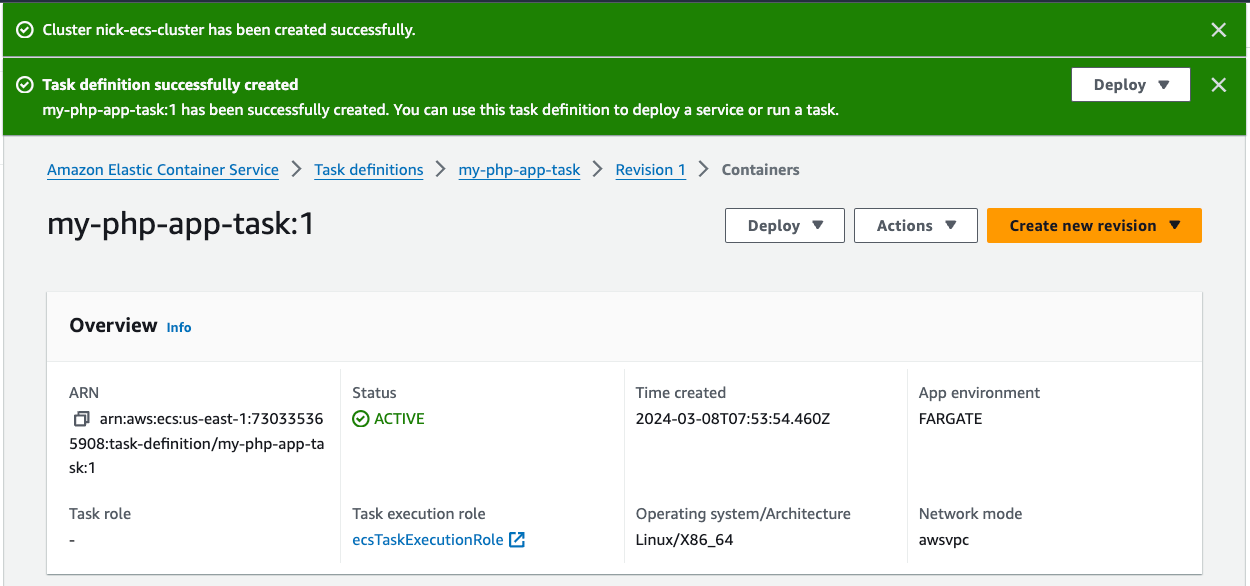 Cluster nick-ecs-cluster has been created successfully.
Task definition successfully created
Deploy
my-php-app-task:1 has been successfully created. You can use this task definition to deploy a service or run a task.
Amazon Elastic Container Service > Task definitions > my-php-app-task > Revision 1 > Containers
my-php-app-task:1
Deploy
Actions
Create new revision
Overview Info
ARN
arn:aws:ecs:us-east-1:73033536
5908:task-definition/my-php-app-ta
sk:1
Status
ACTIVE
Time created
2024-03-08T07:53:54.460Z
App environment
FARGATE
Task role
-
Task execution role
ecsTaskExecutionRole
Operating system/Architecture
Linux/X86_64
Network mode
awsvpc